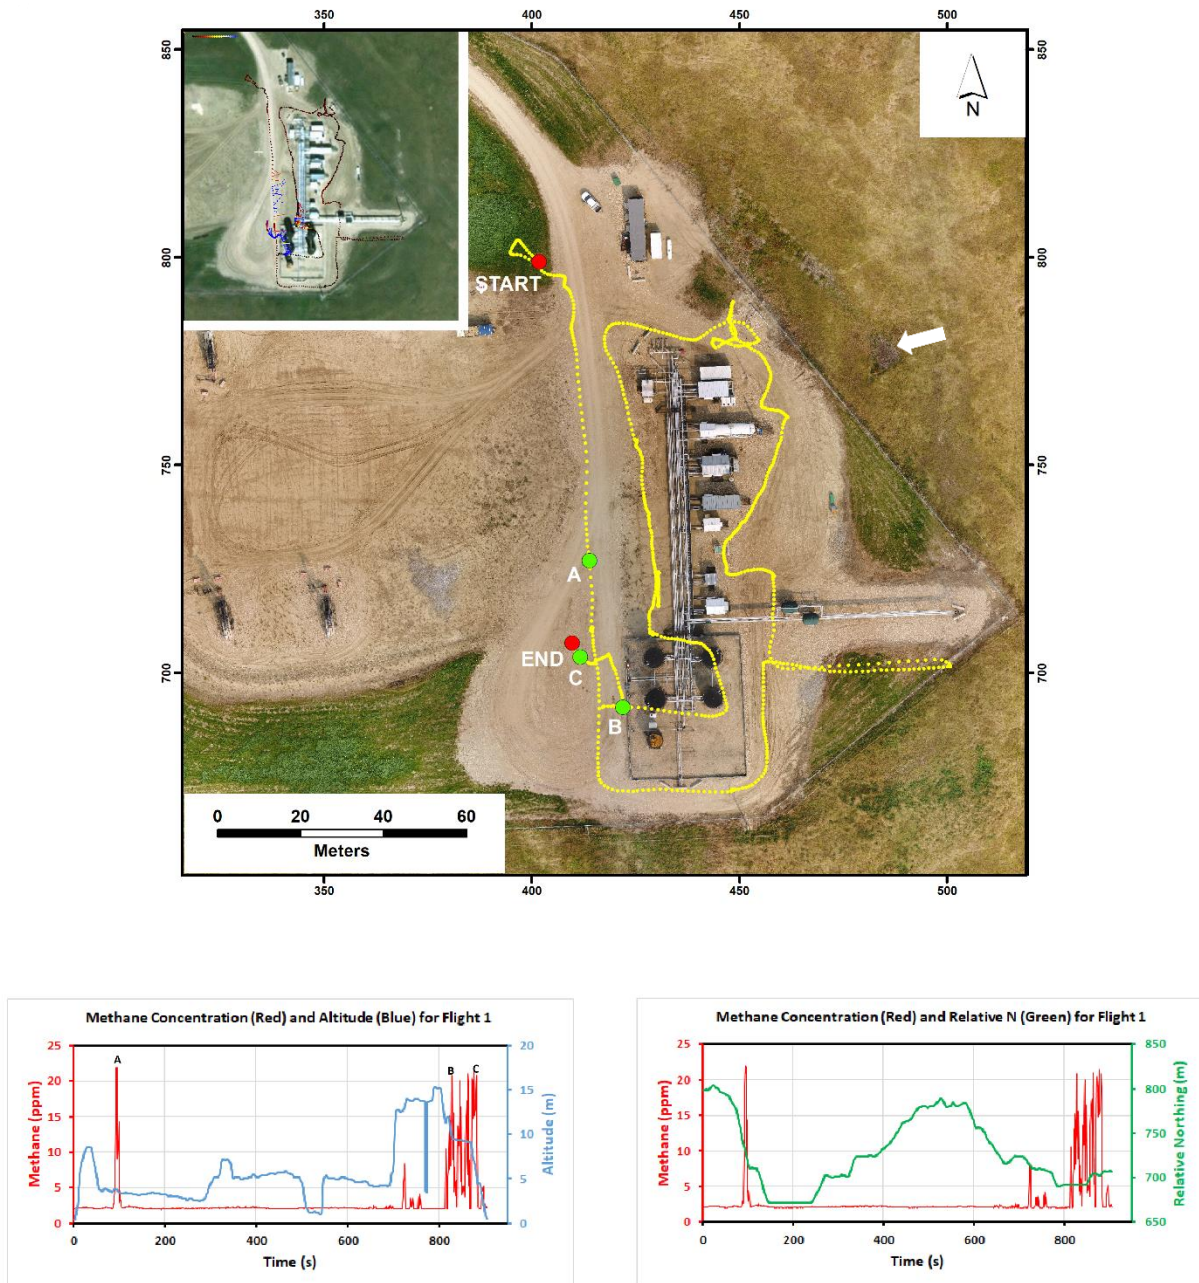 350 400 450 500
850
800
750
700
N
START
A
END
C
B
0 20 40 60
Meters
350 400 450 500
Methane Concentration (Red) and Altitude (Blue) for Flight 1
25
20
15
10
5
0
Methane (ppm)
A
B
C
20
15
10
5
0
Altitude (m)
0 200 400 600 800
Time (s)
Methane Concentration (Red) and Relative N (Green) for Flight 1
25
20
15
10
5
0
Methane (ppm)
850
800
750
700
650
Relative Northing (m)
0 200 400 600 800
Time (s)